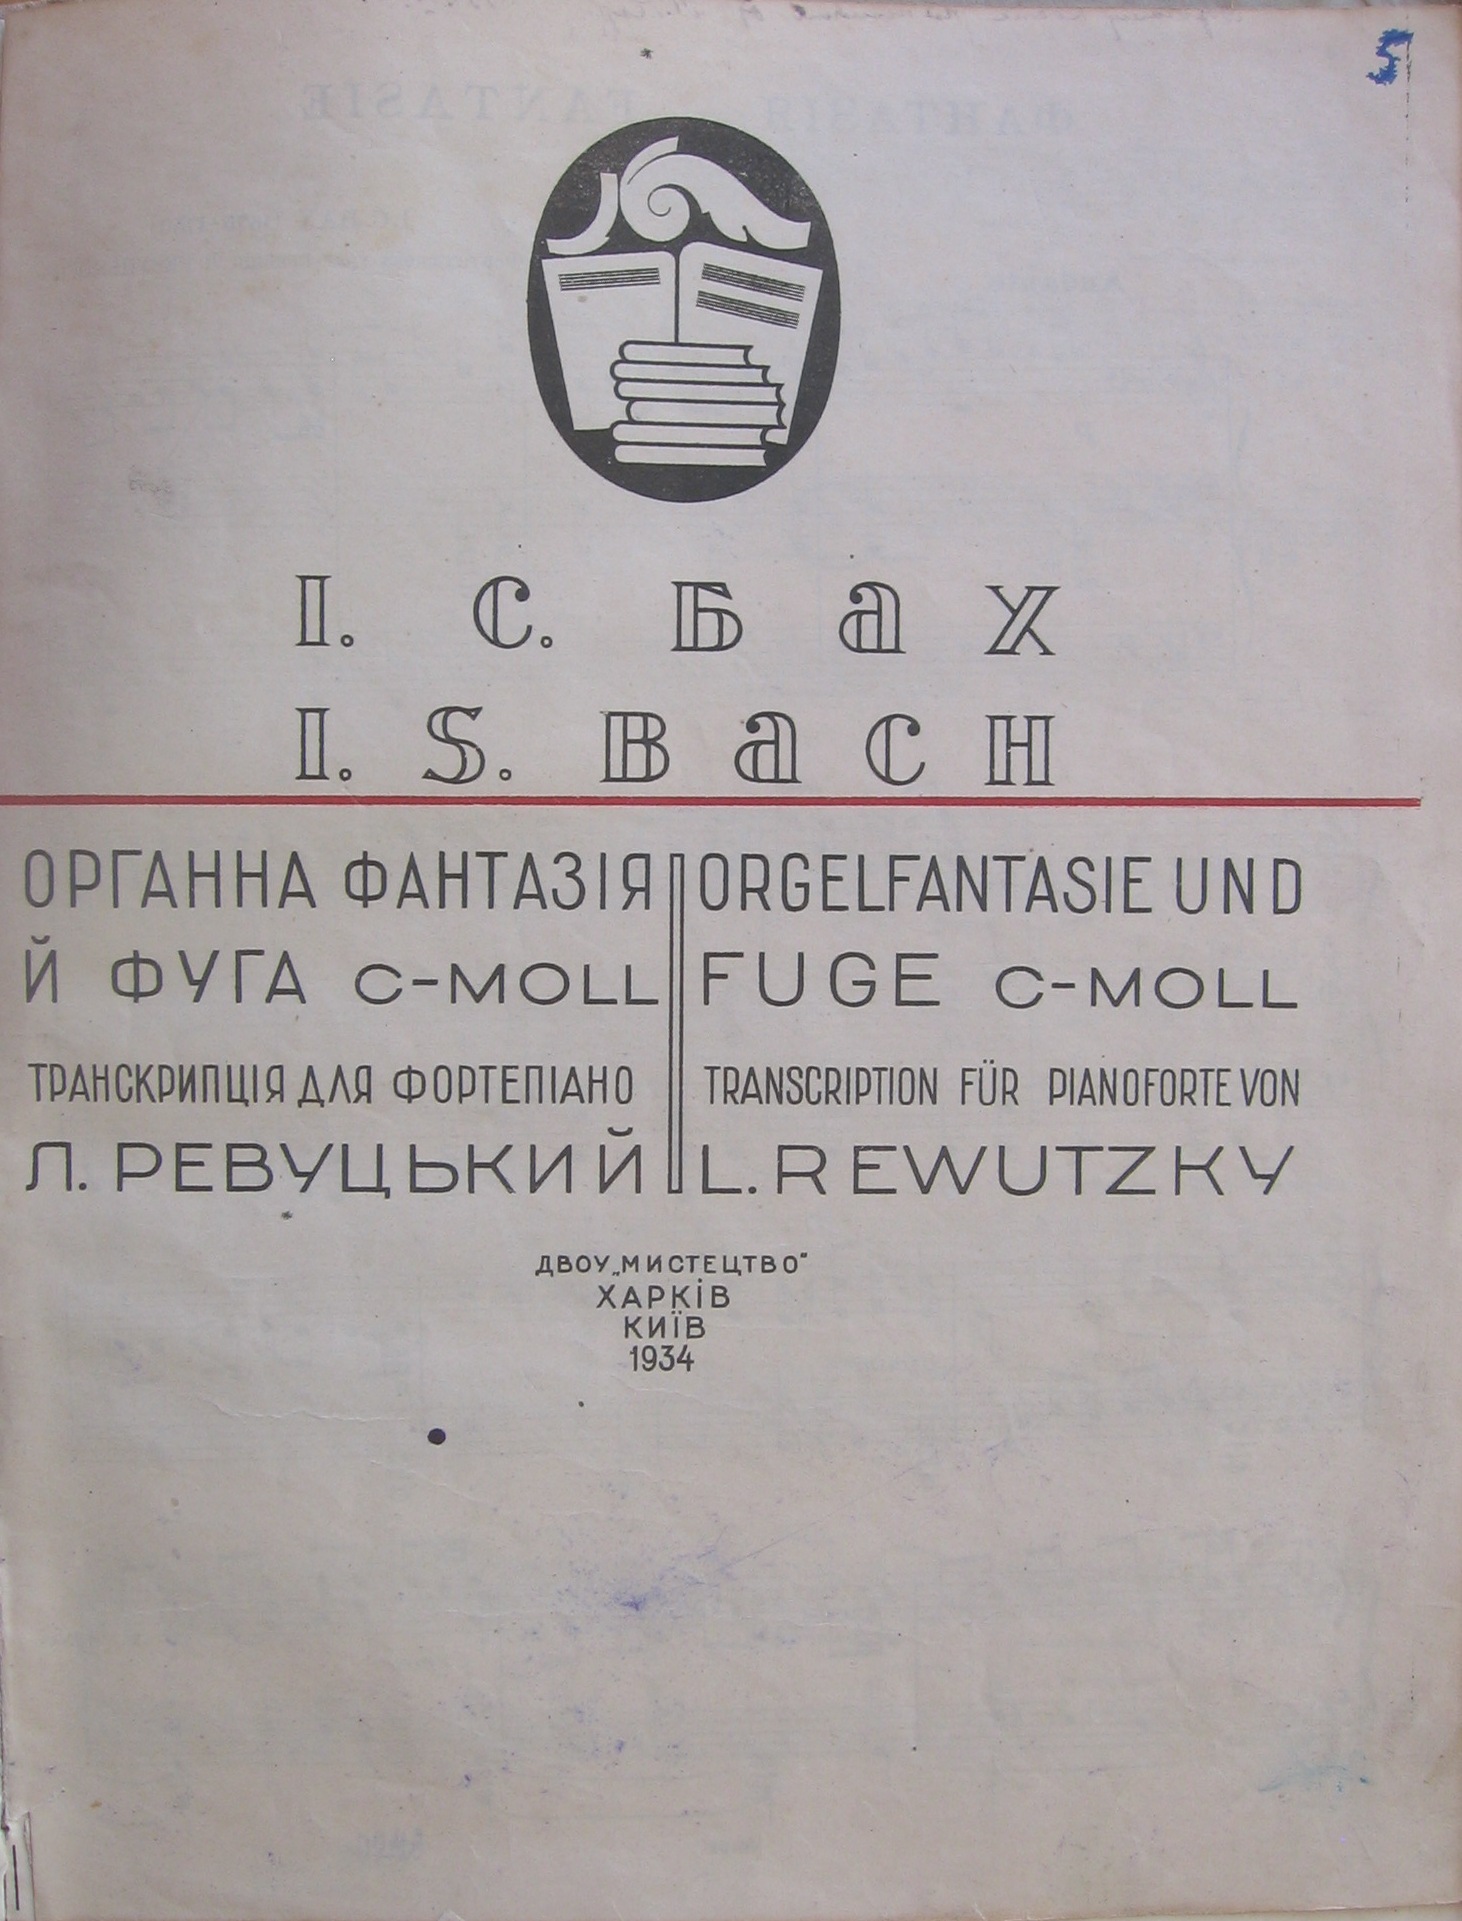 5
І. С. Бах
I. S. Bach
ОРГАННА ФАНТАЗІЯ
Й ФУГА C-MOLL
ТРАНСКРИПЦІЯ ДЛЯ ФОРТЕПІАНО
Л. РЕВУЦЬКИЙ
ORGELFANTASIE UND
FUGE C-MOLL
TRANSCRIPTION FÜR PIANOFORTE VON
L. REWUTZKY
ДВОУ „МИСТЕЦТВО"
ХАРКІВ
КИЇВ
1934